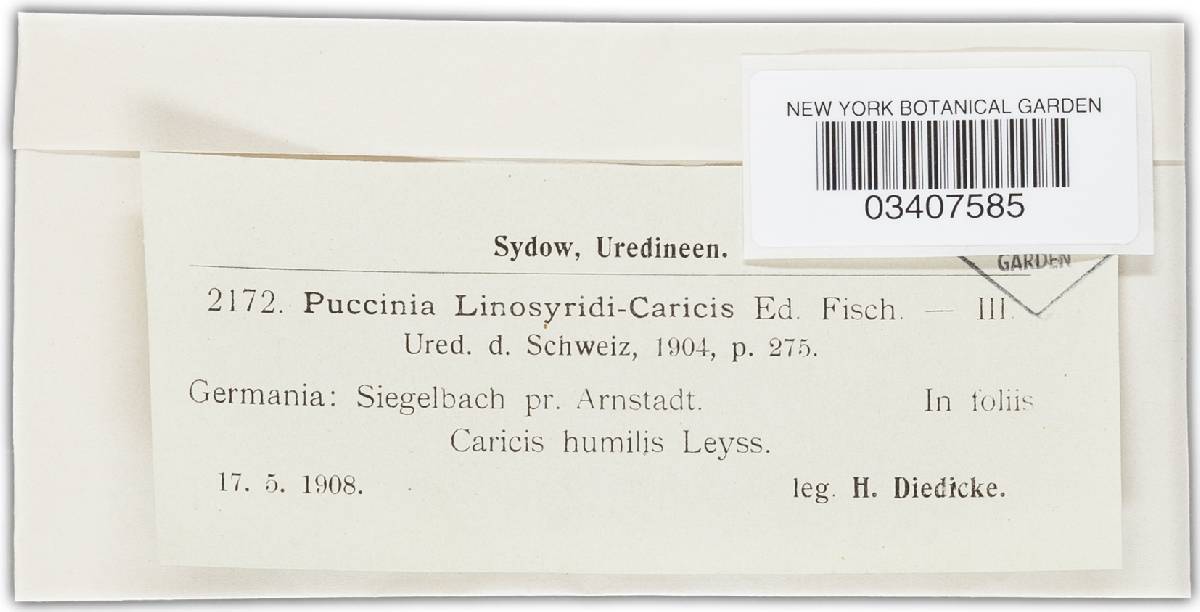 NEW YORK BOTANICAL GARDEN
03407585
GARDEN
Sydow, Uredineen.
2172. Puccinia Linosyridi-Caricis Ed. Fisch. — III.
Ured. d. Schweiz, 1904, p. 275.
Germania: Siegelbach pr. Arnstadt. In foliis
Caricis humilis Leyss.
17. 5. 1908. leg. H. Diedicke.